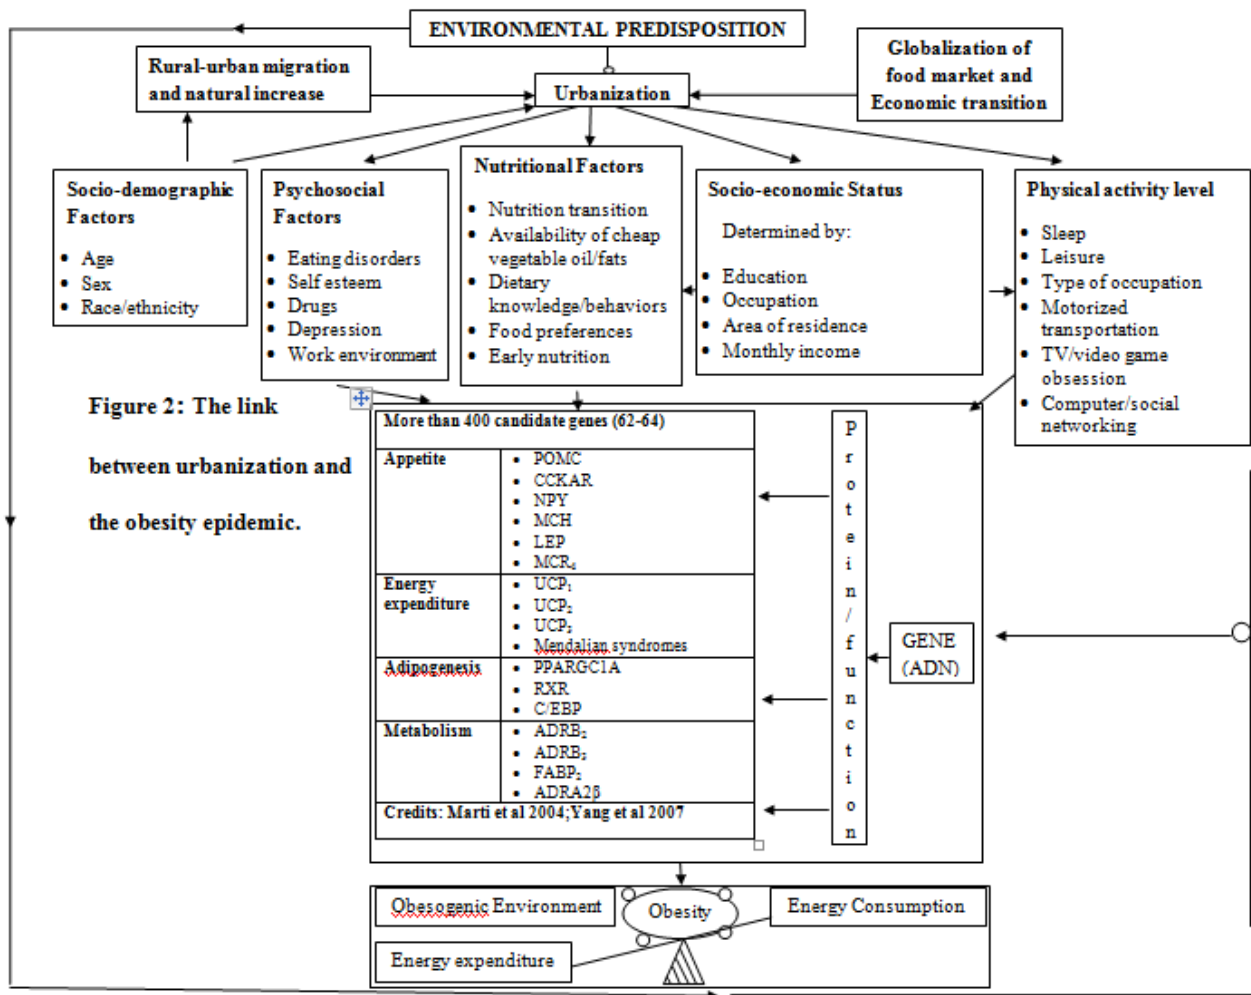 ENVIRONMENTAL PREDISPOSITION
Rural-urban migration
and natural increase
Urbanization
Globalization of
food market and
Economic transition
Socio-demographic
Factors
• Age
• Sex
• Race/ethnicity
Psychosocial
Factors
• Eating disorders
• Self esteem
• Drugs
• Depression
• Work environment
Nutritional Factors
• Nutrition transition
• Availability of cheap
vegetable oil/fats
• Dietary
knowledge/behaviors
• Food preferences
• Early nutrition
Socio-economic Status
Determined by:
• Education
• Occupation
• Area of residence
• Monthly income
Physical activity level
• Sleep
• Leisure
• Type of occupation
• Motorized
transportation
• TV/video game
obsession
• Computer/social
networking
Figure 2: The link
between urbanization and
the obesity epidemic.
More than 400 candidate genes (62-64)
Appetite
• POMC
• CCKAR
• NPY
• MCH
• LEP
• MCR₄
Energy
expenditure
• UCP₁
• UCP₂
• UCP₃
• Mendalian syndromes
Adipogenesis
• PPARGC1A
• RXR
• C/EBP
Metabolism
• ADRB₂
• ADRB₃
• FABP₂
• ADRA2β
Credits: Marti et al 2004;Yang et al 2007
P
r
o
t
e
i
n
/
f
u
n
c
t
i
o
n
GENE
(ADN)
Obesogenic Environment
Obesity
Energy Consumption
Energy expenditure